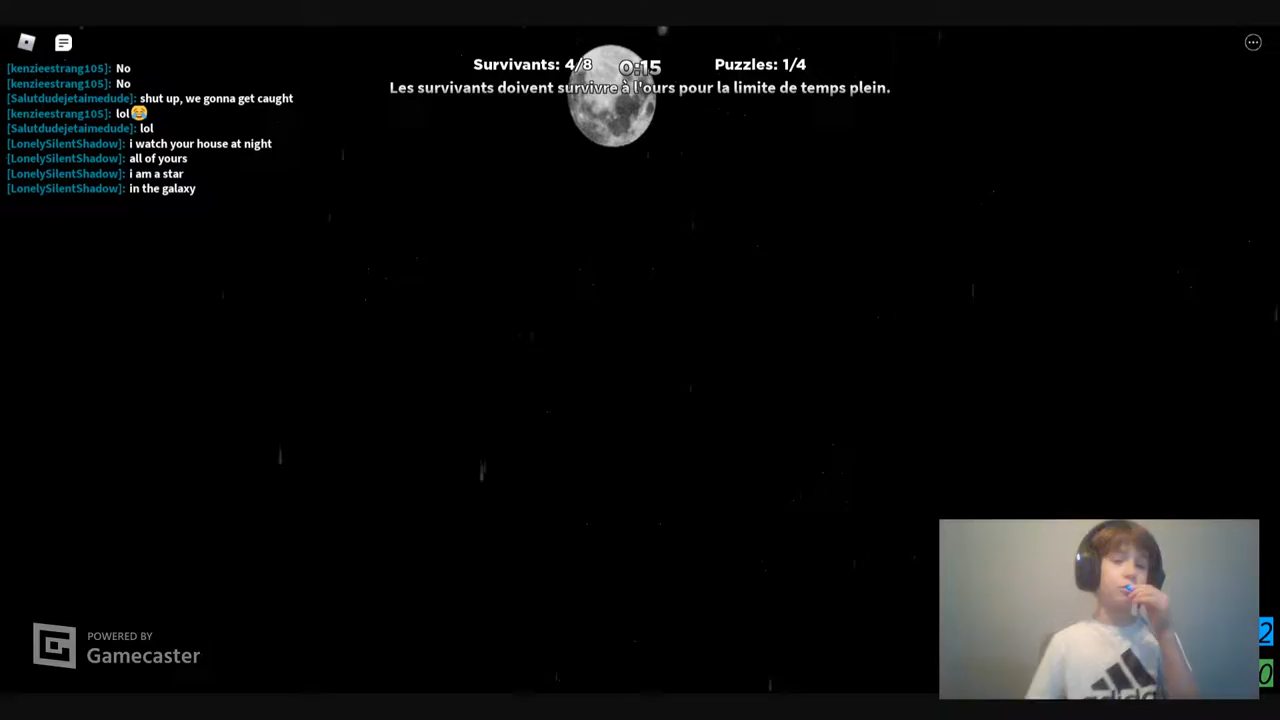 Survivants: 4/8 0:15 Puzzles: 1/4
Les survivants doivent survivre à l'ours pour la limite de temps plein.
[kenzieestrang105]: No
[kenzieestrang105]: No
[Salutdudejetaimedude]: shut up, we gonna get caught
[kenzieestrang105]: lol😂
[Salutdudejetaimedude]: lol
[LonelySilentShadow]: i watch your house at night
[LonelySilentShadow]: all of yours
[LonelySilentShadow]: i am a star
[LonelySilentShadow]: in the galaxy
POWERED BY
Gamecaster
adidas
2
0